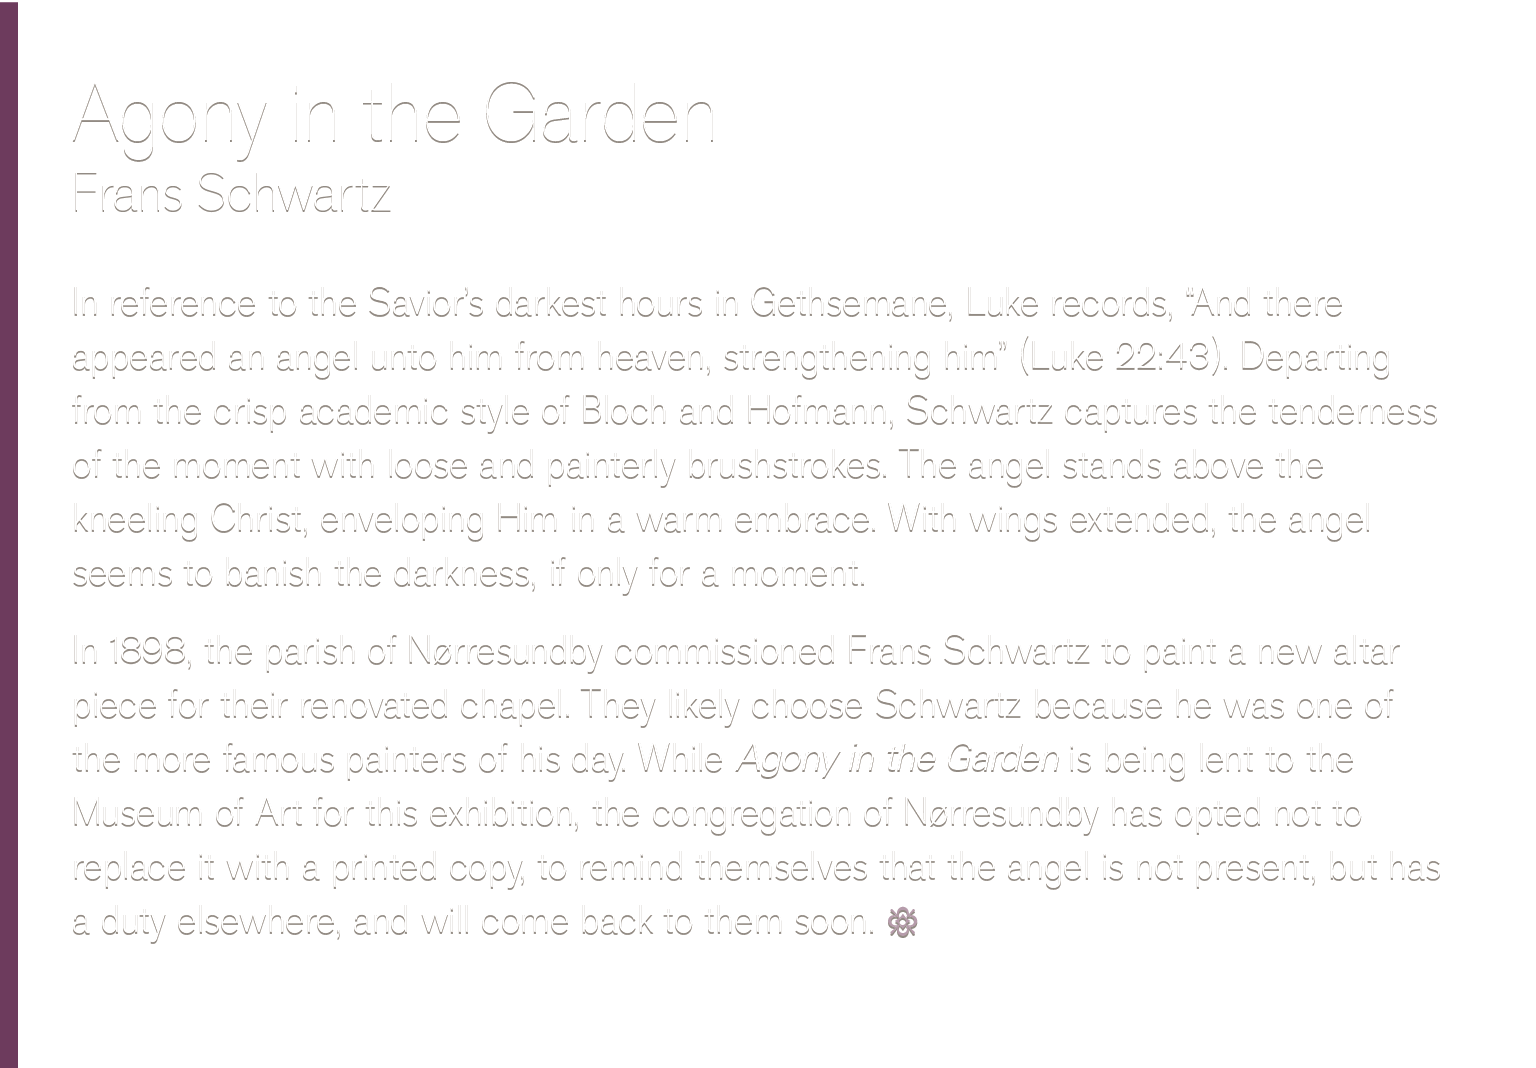 Agony in the Garden
Frans Schwartz
In reference to the Savior’s darkest hours in Gethsemane, Luke records, “And there
appeared an angel unto him from heaven, strengthening him” (Luke 22:43). Departing
from the crisp academic style of Bloch and Hofmann, Schwartz captures the tenderness
of the moment with loose and painterly brushstrokes. The angel stands above the
kneeling Christ, enveloping Him in a warm embrace. With wings extended, the angel
seems to banish the darkness, if only for a moment.
In 1898, the parish of Nørresundby commissioned Frans Schwartz to paint a new altar
piece for their renovated chapel. They likely choose Schwartz because he was one of
the more famous painters of his day. While Agony in the Garden is being lent to the
Museum of Art for this exhibition, the congregation of Nørresundby has opted not to
replace it with a printed copy, to remind themselves that the angel is not present, but has
a duty elsewhere, and will come back to them soon.